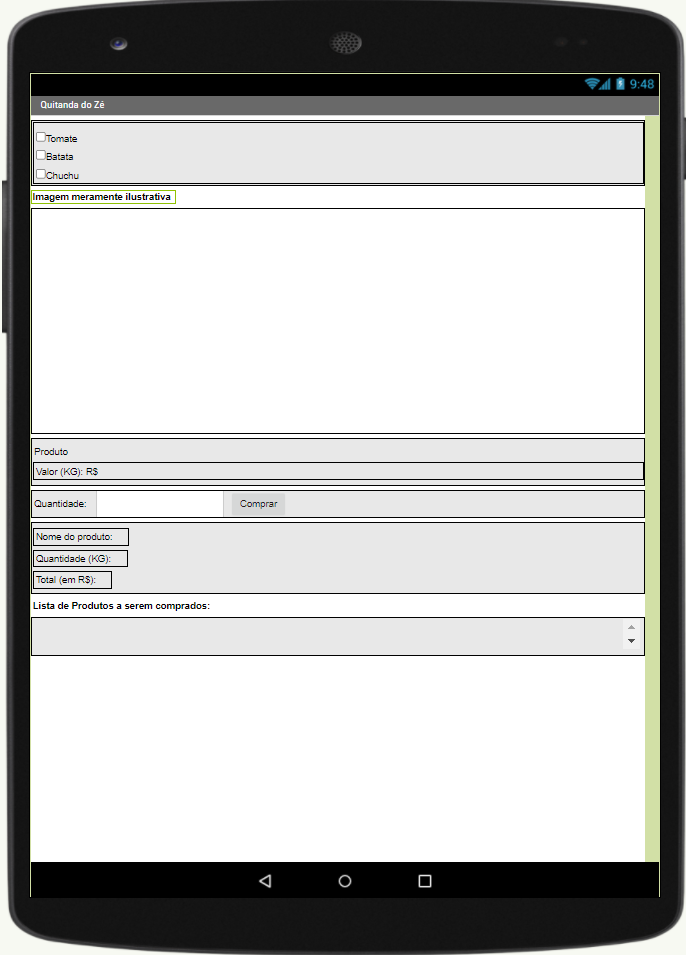 9:48
Quitanda do Zé
Tomate
Batata
Chuchu
Imagem meramente ilustrativa
Produto
Valor (KG): R$
Quantidade: Comprar
Nome do produto:
Quantidade (KG):
Total (em R$):
Lista de Produtos a serem comprados: